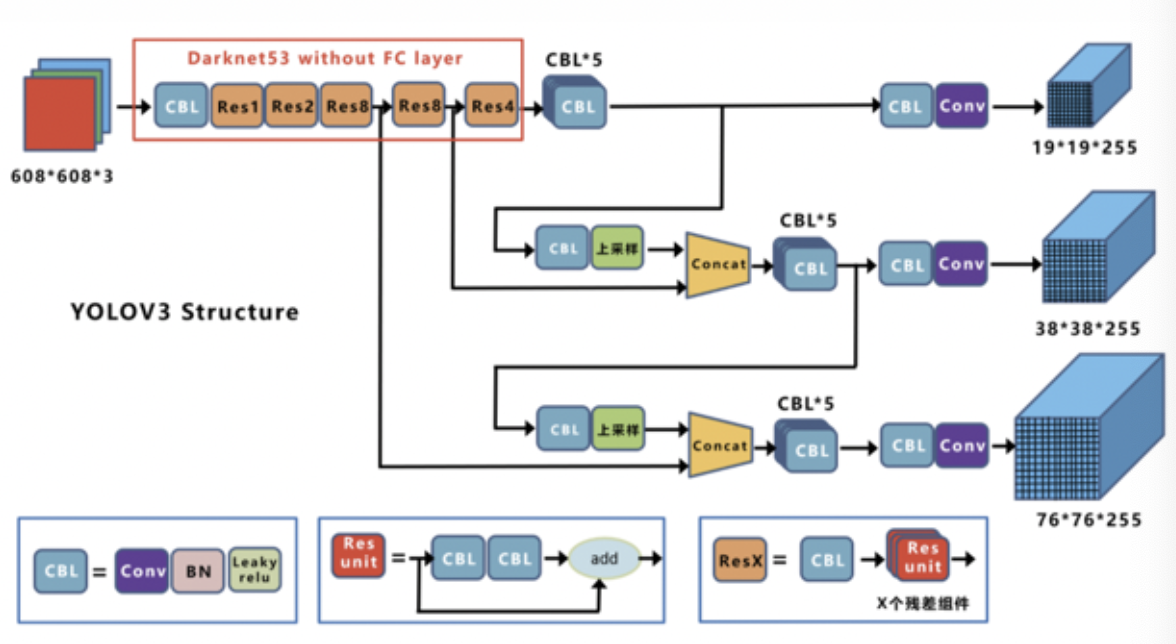 Darknet53 without FC layer
CBL*5
CBL Res1 Res2 Res8 Res8 Res4 CBL CBL Conv
608*608*3
19*19*255
CBL*5
CBL 上采样 Concat CBL CBL Conv
YOLOV3 Structure
38*38*255
CBL*5
CBL 上采样 Concat CBL CBL Conv
76*76*255
CBL = Conv BN Leaky relu
Res unit = CBL CBL add
ResX = CBL Res unit
X个残差组件